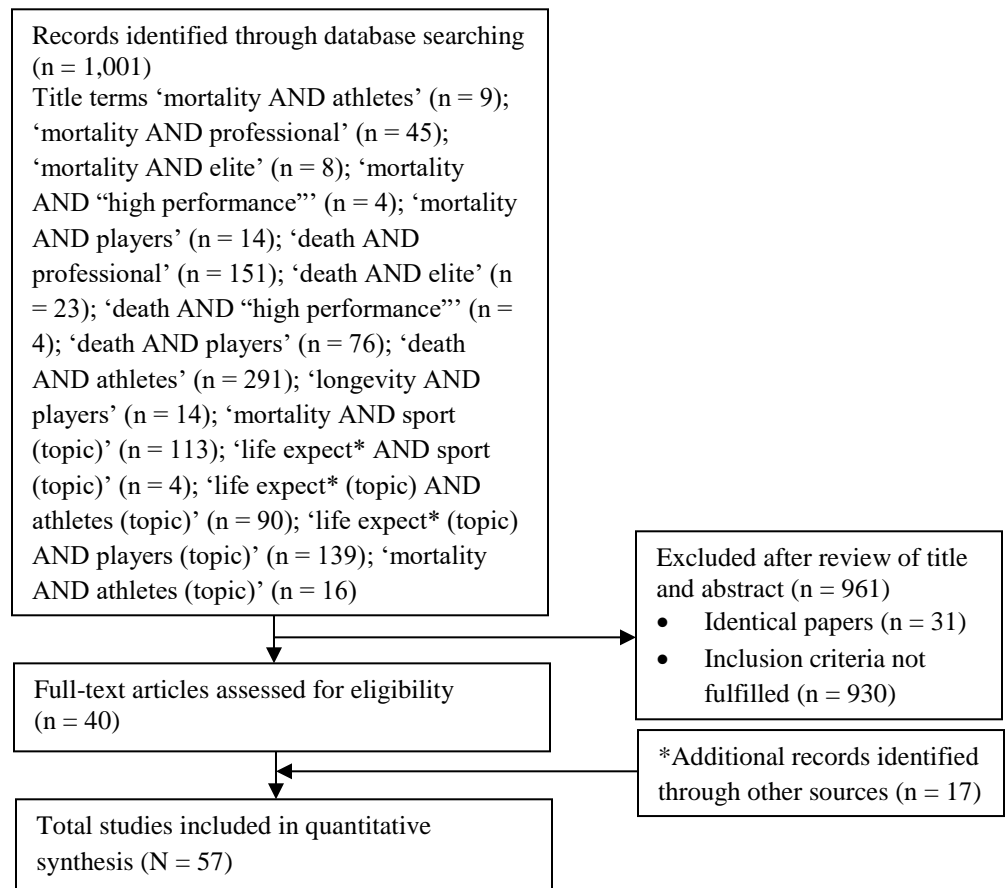 Records identified through database searching
(n = 1,001)
Title terms ‘mortality AND athletes’ (n = 9);
‘mortality AND professional’ (n = 45);
‘mortality AND elite’ (n = 8); ‘mortality
AND “high performance”’ (n = 4); ‘mortality
AND players’ (n = 14); ‘death AND
professional’ (n = 151); ‘death AND elite’ (n
= 23); ‘death AND “high performance”’ (n =
4); ‘death AND players’ (n = 76); ‘death
AND athletes’ (n = 291); ‘longevity AND
players’ (n = 14); ‘mortality AND sport
(topic)’ (n = 113); ‘life expect* AND sport
(topic)’ (n = 4); ‘life expect* (topic) AND
athletes (topic)’ (n = 90); ‘life expect* (topic)
AND players (topic)’ (n = 139); ‘mortality
AND athletes (topic)’ (n = 16)
Excluded after review of title
and abstract (n = 961)
• Identical papers (n = 31)
• Inclusion criteria not
fulfilled (n = 930)
Full-text articles assessed for eligibility
(n = 40)
*Additional records identified
through other sources (n = 17)
Total studies included in quantitative
synthesis (N = 57)